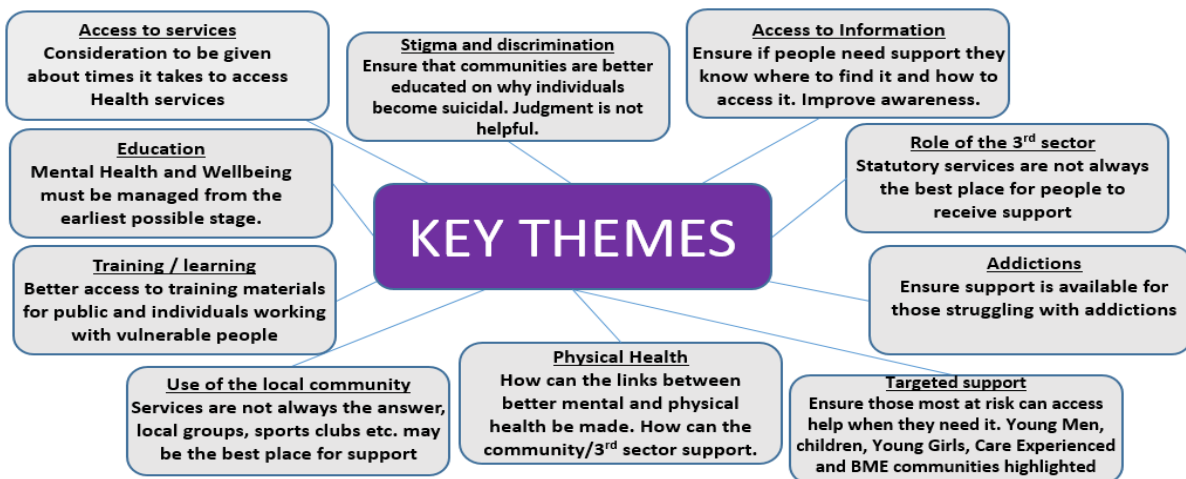 Access to services
Consideration to be given
about times it takes to access
Health services
Stigma and discrimination
Ensure that communities are better
educated on why individuals
become suicidal. Judgment is not
helpful.
Access to Information
Ensure if people need support they
know where to find it and how to
access it. Improve awareness.
Education
Mental Health and Wellbeing
must be managed from the
earliest possible stage.
Role of the 3rd sector
Statutory services are not always
the best place for people to
receive support
KEY THEMES
Training / learning
Better access to training materials
for public and individuals working
with vulnerable people
Addictions
Ensure support is available for
those struggling with addictions
Use of the local community
Services are not always the answer,
local groups, sports clubs etc. may
be the best place for support
Physical Health
How can the links between
better mental and physical
health be made. How can the
community/3rd sector support.
Targeted support
Ensure those most at risk can access
help when they need it. Young Men,
children, Young Girls, Care Experienced
and BME communities highlighted